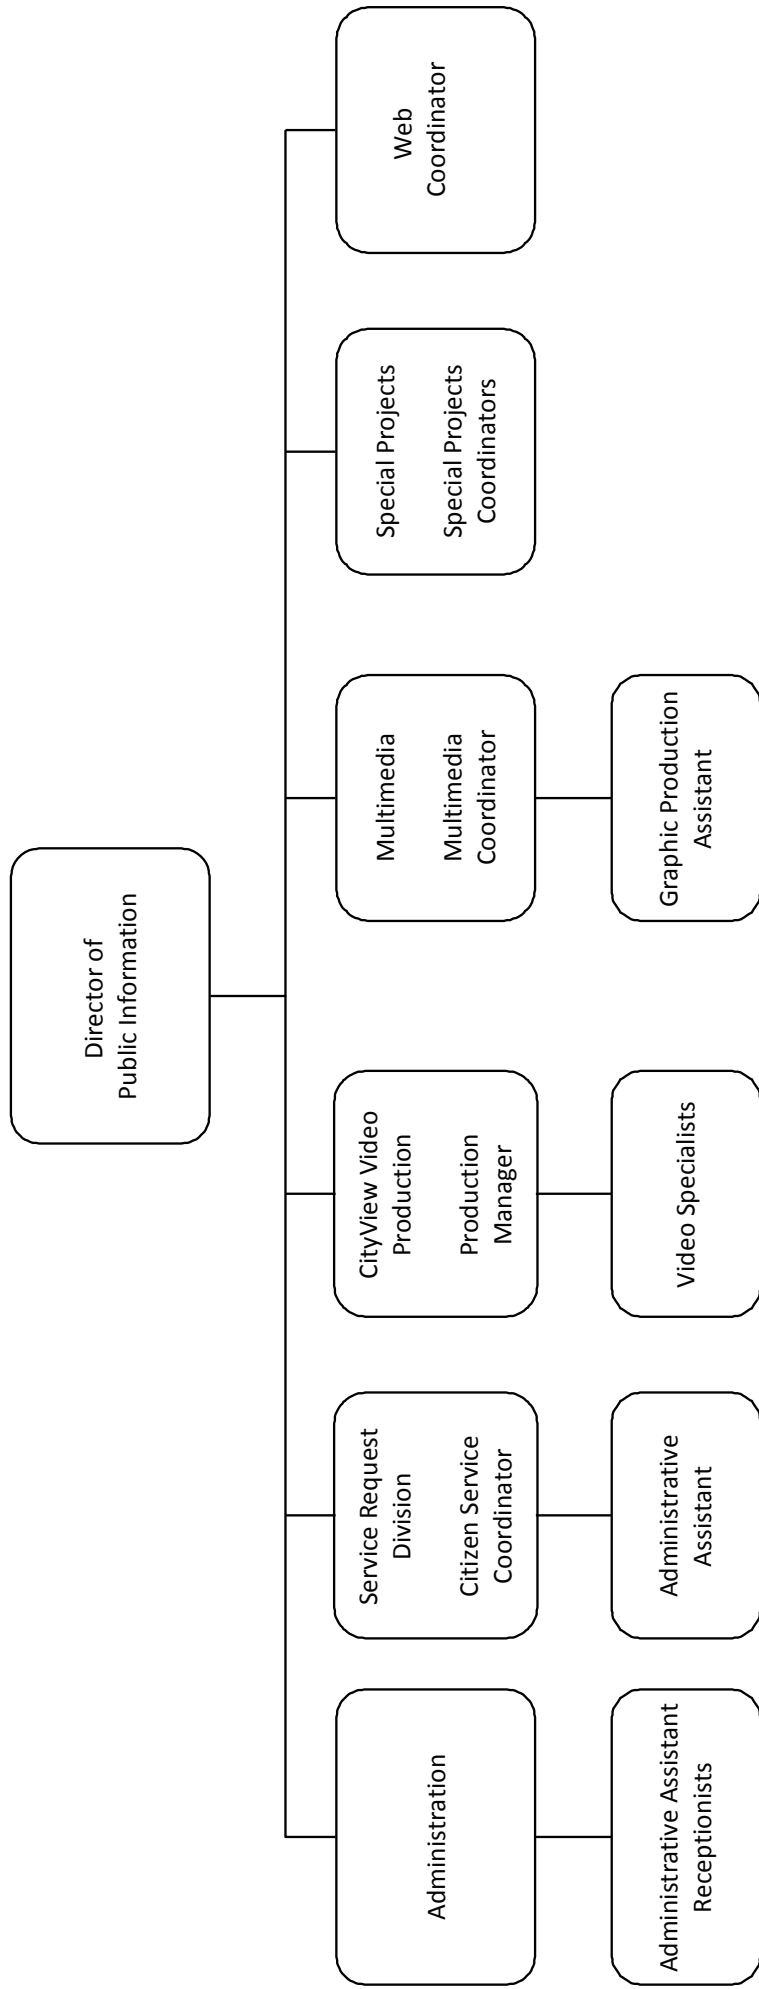 Director of
Public Information
Administration
Service Request
Division
Citizen Service
Coordinator
CityView Video
Production
Production
Manager
Multimedia
Multimedia
Coordinator
Special Projects
Special Projects
Coordinators
Web
Coordinator
Administrative Assistant
Receptionists
Administrative
Assistant
Video Specialists
Graphic Production
Assistant